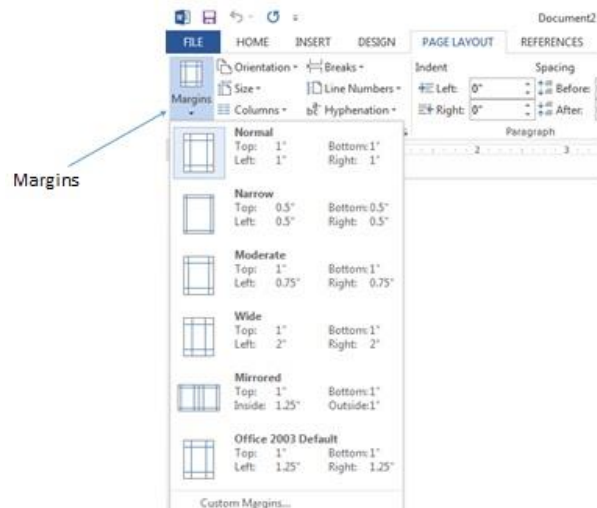 Document2
FILE HOME INSERT DESIGN PAGE LAYOUT REFERENCES
Margins
Orientation
Breaks
Size
Line Numbers
Columns
Hyphenation
Indent
Left: 0"
Right: 0"
Spacing
Before:
After:
Paragraph
2 3
Margins
Normal
Top: 1" Bottom: 1"
Left: 1" Right: 1"
Narrow
Top: 0.5" Bottom: 0.5"
Left: 0.5" Right: 0.5"
Moderate
Top: 1" Bottom: 1"
Left: 0.75" Right: 0.75"
Wide
Top: 1" Bottom: 1"
Left: 2" Right: 2"
Mirrored
Top: 1" Bottom: 1"
Inside: 1.25" Outside: 1"
Office 2003 Default
Top: 1" Bottom: 1"
Left: 1.25" Right: 1.25"
Custom Margins...